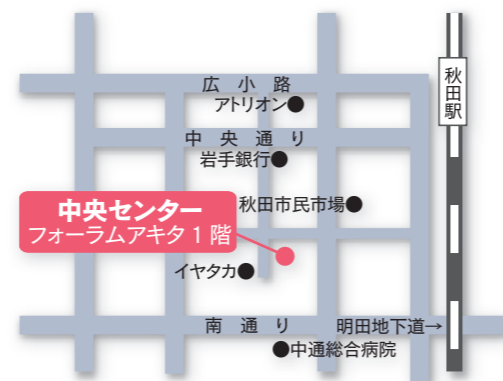 広小路
アトリオン●
秋田駅
中央通り
岩手銀行●
秋田市民市場●
中央センター
フォーラムアキタ1階
イヤタカ●
南通り
明田地下道→
●中通総合病院